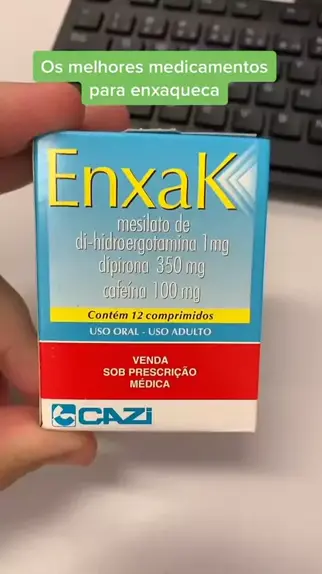 Os melhores medicamentos
para enxaqueca
EnxaK
mesilato de
di-hidroergotamina 1mg
dipirona 350 mg
cafeína 100 mg
Contém 12 comprimidos
USO ORAL - USO ADULTO
VENDA
SOB PRESCRIÇÃO
MÉDICA
CAZi